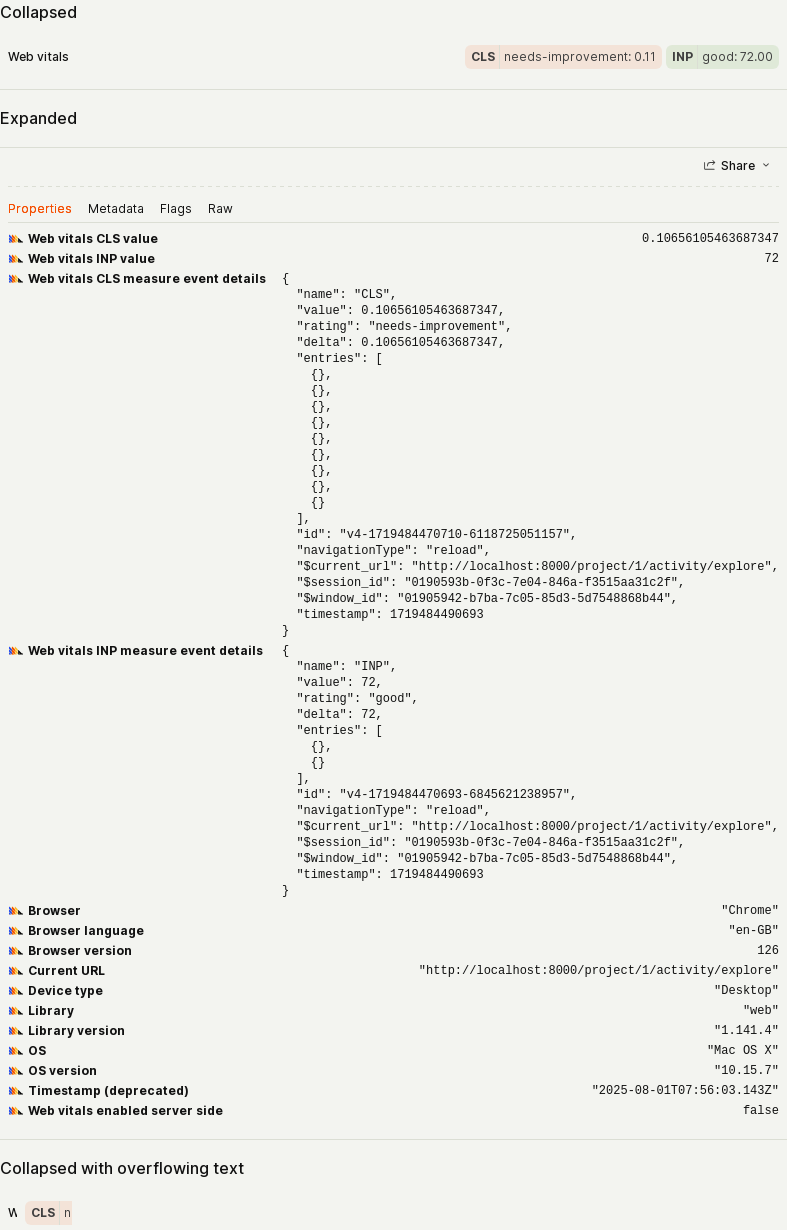 Collapsed
Web vitals CLS needs-improvement: 0.11 INP good: 72.00
Expanded
Share
Properties Metadata Flags Raw
Web vitals CLS value 0.10656105463687347
Web vitals INP value 72
Web vitals CLS measure event details {
"name": "CLS",
"value": 0.10656105463687347,
"rating": "needs-improvement",
"delta": 0.10656105463687347,
"entries": [
{},
{},
{},
{},
{},
{},
{},
{},
{}
],
"id": "v4-1719484470710-6118725051157",
"navigationType": "reload",
"$current_url": "http://localhost:8000/project/1/activity/explore",
"$session_id": "0190593b-0f3c-7e04-846a-f3515aa31c2f",
"$window_id": "01905942-b7ba-7c05-85d3-5d7548868b44",
"timestamp": 1719484490693
}
Web vitals INP measure event details {
"name": "INP",
"value": 72,
"rating": "good",
"delta": 72,
"entries": [
{},
{}
],
"id": "v4-1719484470693-6845621238957",
"navigationType": "reload",
"$current_url": "http://localhost:8000/project/1/activity/explore",
"$session_id": "0190593b-0f3c-7e04-846a-f3515aa31c2f",
"$window_id": "01905942-b7ba-7c05-85d3-5d7548868b44",
"timestamp": 1719484490693
}
Browser "Chrome"
Browser language "en-GB"
Browser version 126
Current URL "http://localhost:8000/project/1/activity/explore"
Device type "Desktop"
Library "web"
Library version "1.141.4"
OS "Mac OS X"
OS version "10.15.7"
Timestamp (deprecated) "2025-08-01T07:56:03.143Z"
Web vitals enabled server side false
Collapsed with overflowing text
W CLS n